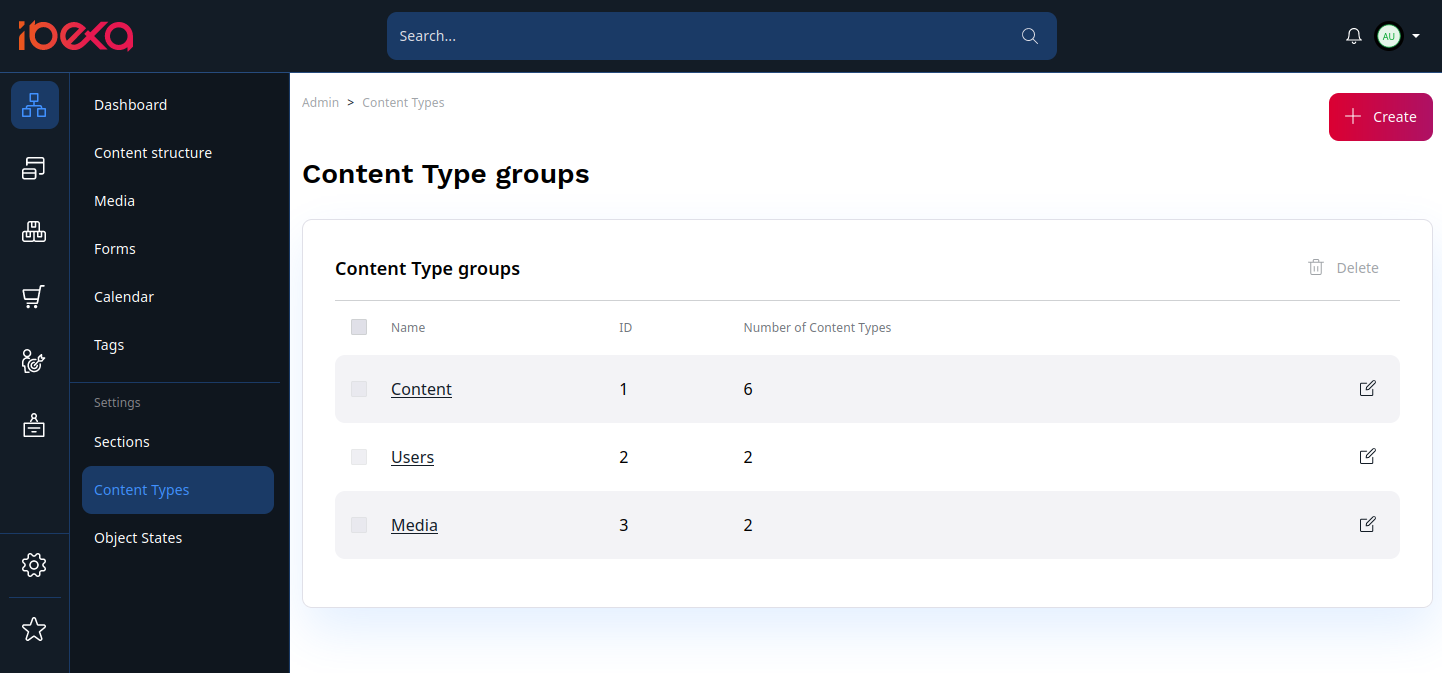 ibexa
Search...
AU
Dashboard
Content structure
Media
Forms
Calendar
Tags
Settings
Sections
Content Types
Object States
Admin > Content Types
Create
Content Type groups
Content Type groups
Delete
Name ID Number of Content Types
Content 1 6
Users 2 2
Media 3 2